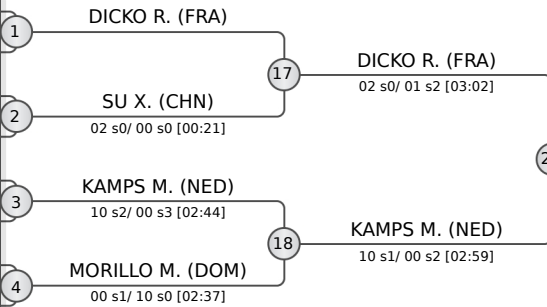 DICKO R. (FRA)
1
DICKO R. (FRA)
17
02 s0/ 01 s2 [03:02]
SU X. (CHN)
2
02 s0/ 00 s0 [00:21]
2
KAMPS M. (NED)
3
10 s2/ 00 s3 [02:44]
KAMPS M. (NED)
18
10 s1/ 00 s2 [02:59]
MORILLO M. (DOM)
4
00 s1/ 10 s0 [02:37]